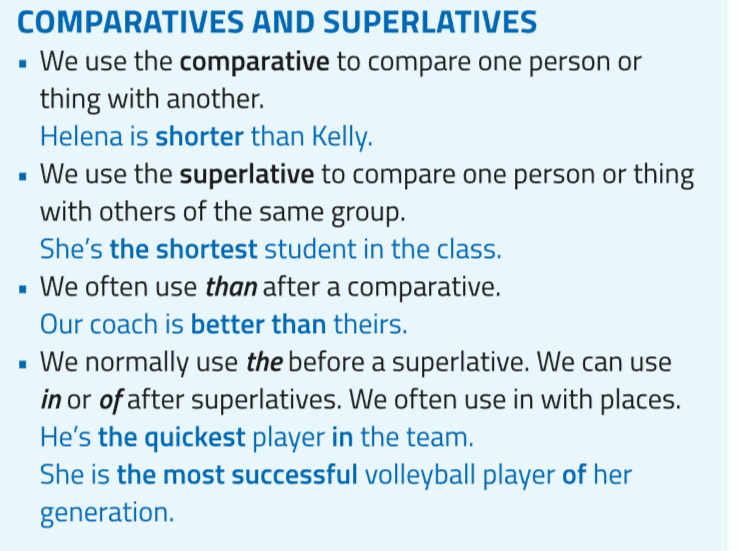 COMPARATIVES AND SUPERLATIVES
▪ We use the comparative to compare one person or
thing with another.
Helena is shorter than Kelly.
▪ We use the superlative to compare one person or thing
with others of the same group.
She's the shortest student in the class.
▪ We often use than after a comparative.
Our coach is better than theirs.
▪ We normally use the before a superlative. We can use
in or of after superlatives. We often use in with places.
He's the quickest player in the team.
She is the most successful volleyball player of her
generation.